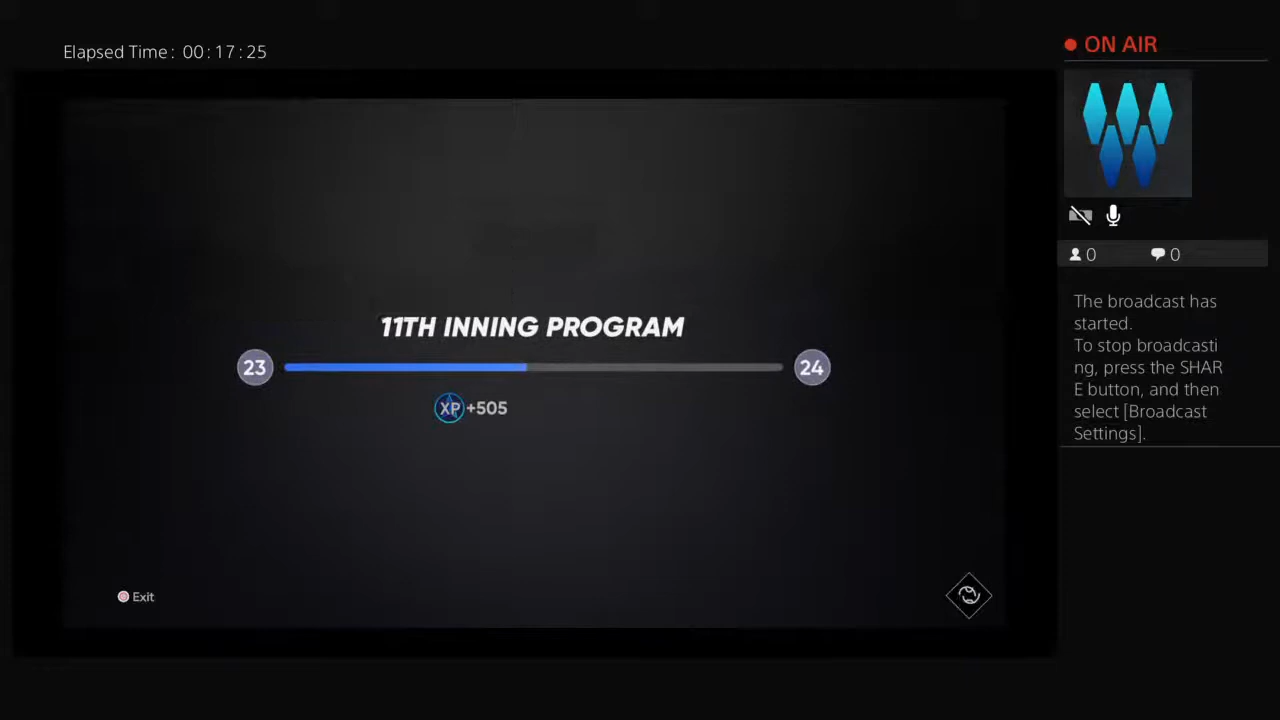 Elapsed Time: 00:17:25
ON AIR
0 0
11TH INNING PROGRAM
23 24
XP +505
Exit
The broadcast has
started.
To stop broadcasti
ng, press the SHAR
E button, and then
select [Broadcast
Settings].